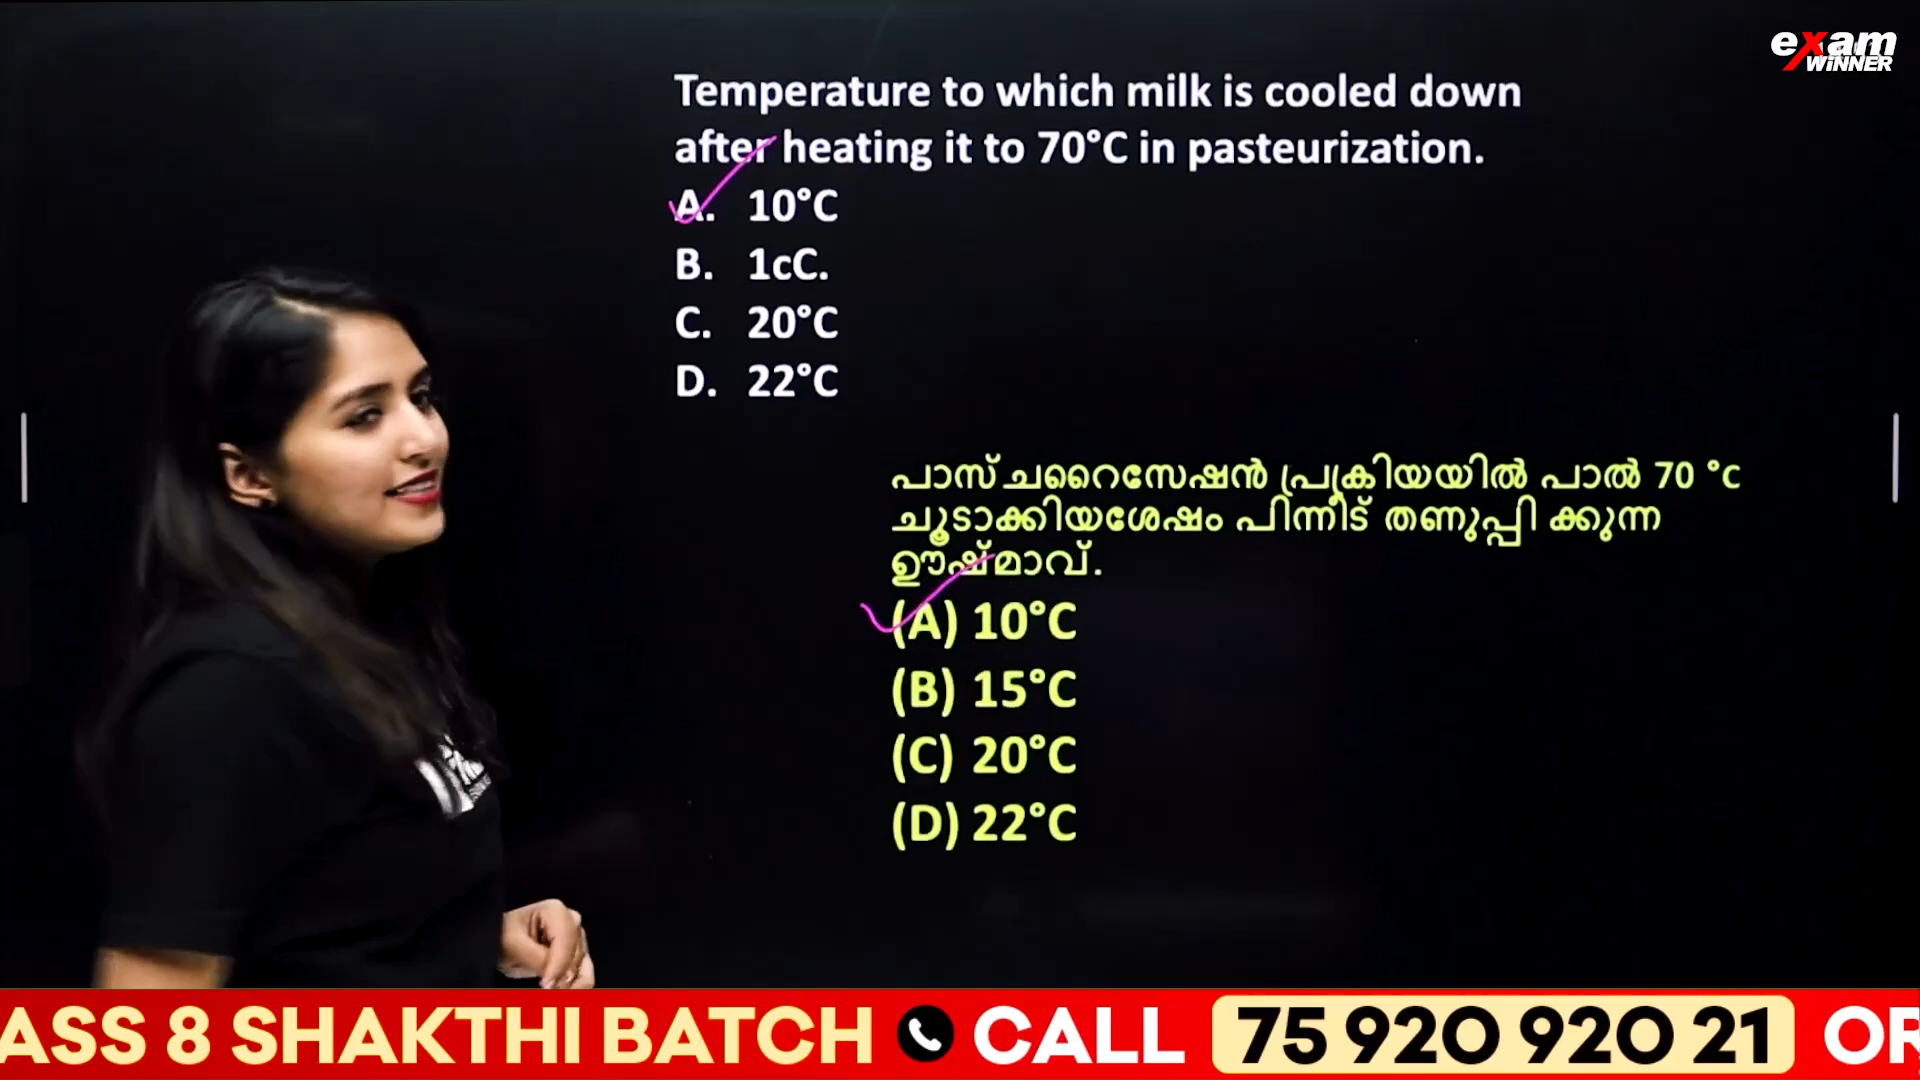 exam
WiNNER
Temperature to which milk is cooled down
after heating it to 70°C in pasteurization.
A. 10°C
B. 1cC.
C. 20°C
D. 22°C
പാസ്ചറൈസേഷൻ പ്രക്രിയയിൽ പാൽ 70 °c
ചൂടാക്കിയശേഷം പിന്നീട് തണുപ്പി ക്കുന്ന
ഊഷ്മാവ്.
(A) 10°C
(B) 15°C
(C) 20°C
(D) 22°C
ASS 8 SHAKTHI BATCH CALL 75 920 920 21 OR